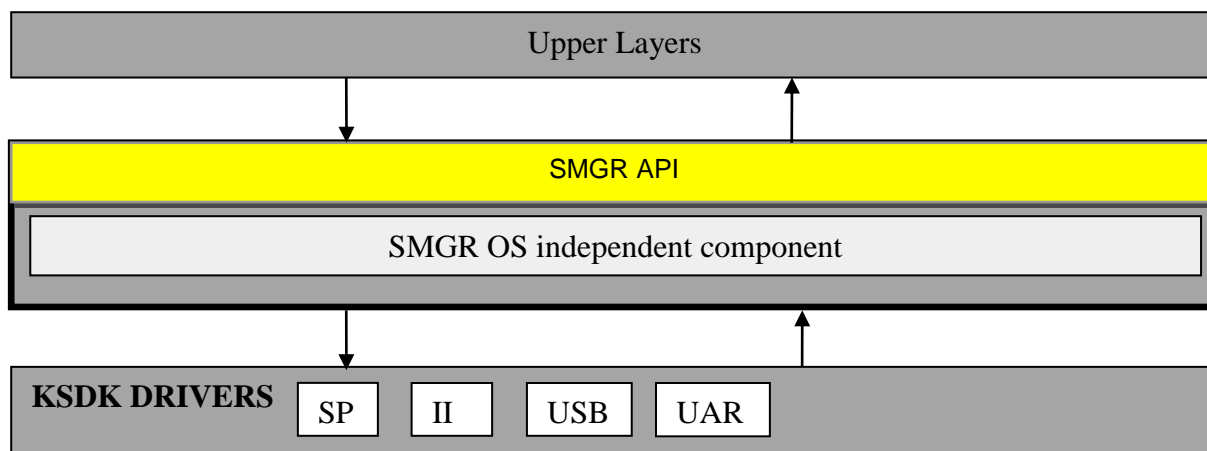 Upper Layers
SMGR API
SMGR OS independent component
KSDK DRIVERS SP II USB UAR